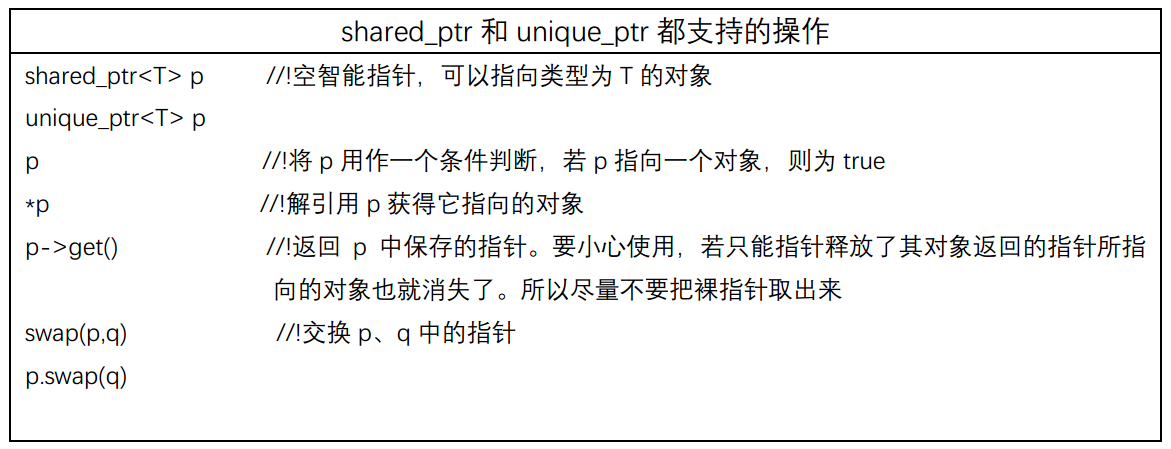 shared_ptr 和 unique_ptr 都支持的操作
shared_ptr<T> p //!空智能指针，可以指向类型为 T 的对象
unique_ptr<T> p
p //!将 p 用作一个条件判断，若 p 指向一个对象，则为 true
*p //!解引用 p 获得它指向的对象
p->get() //!返回 p 中保存的指针。要小心使用，若只能指针释放了其对象返回的指针所指
向的对象也就消失了。所以尽量不要把裸指针取出来
swap(p,q) //!交换 p、q 中的指针
p.swap(q)